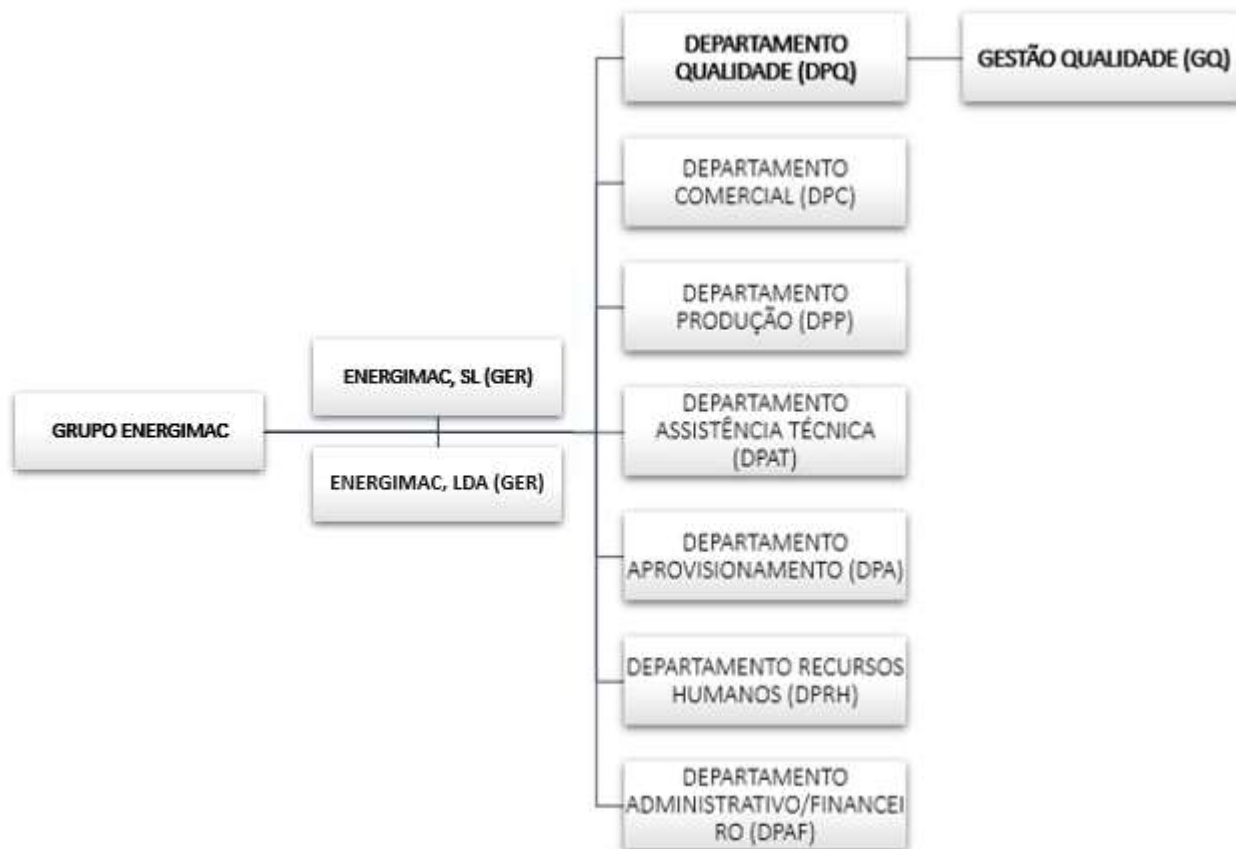 GRUPO ENERGIMAC
ENERGIMAC, SL (GER)
ENERGIMAC, LDA (GER)
DEPARTAMENTO
QUALIDADE (DPQ)
GESTÃO QUALIDADE (GQ)
DEPARTAMENTO
COMERCIAL (DPC)
DEPARTAMENTO
PRODUÇÃO (DPP)
DEPARTAMENTO
ASSISTÊNCIA TÉCNICA
(DPAT)
DEPARTAMENTO
APROVISIONAMENTO (DPA)
DEPARTAMENTO RECURSOS
HUMANOS (DPRH)
DEPARTAMENTO
ADMINISTRATIVO/FINANCEI
RO (DPAF)